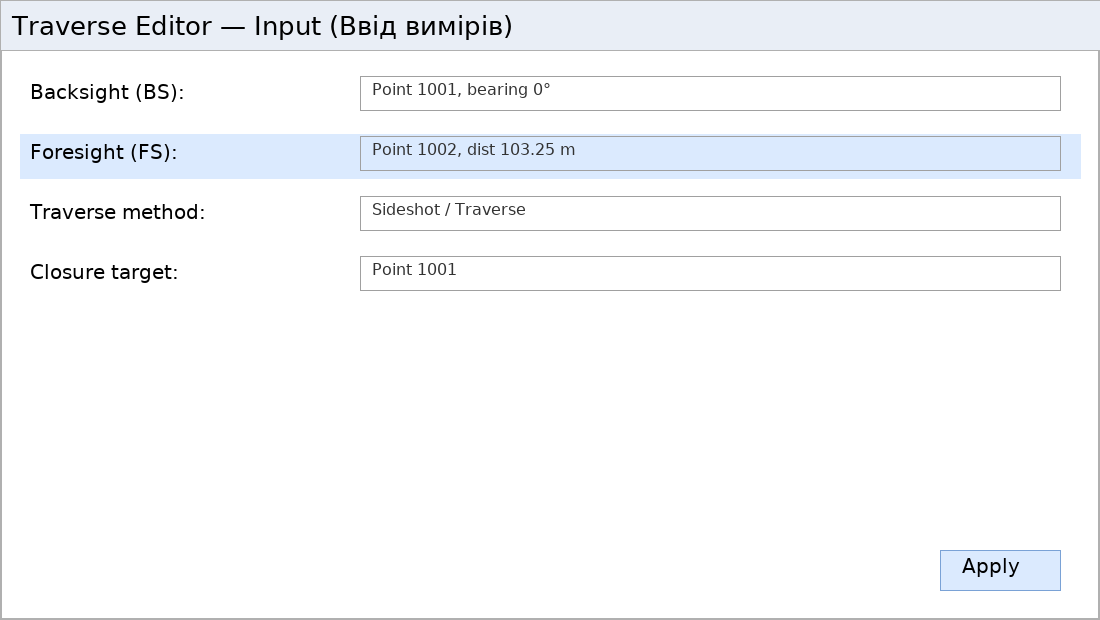 Traverse Editor — Input (Ввід вимірів)
Backsight (BS): Point 1001, bearing 0°
Foresight (FS): Point 1002, dist 103.25 m
Traverse method: Sideshot / Traverse
Closure target: Point 1001
Apply